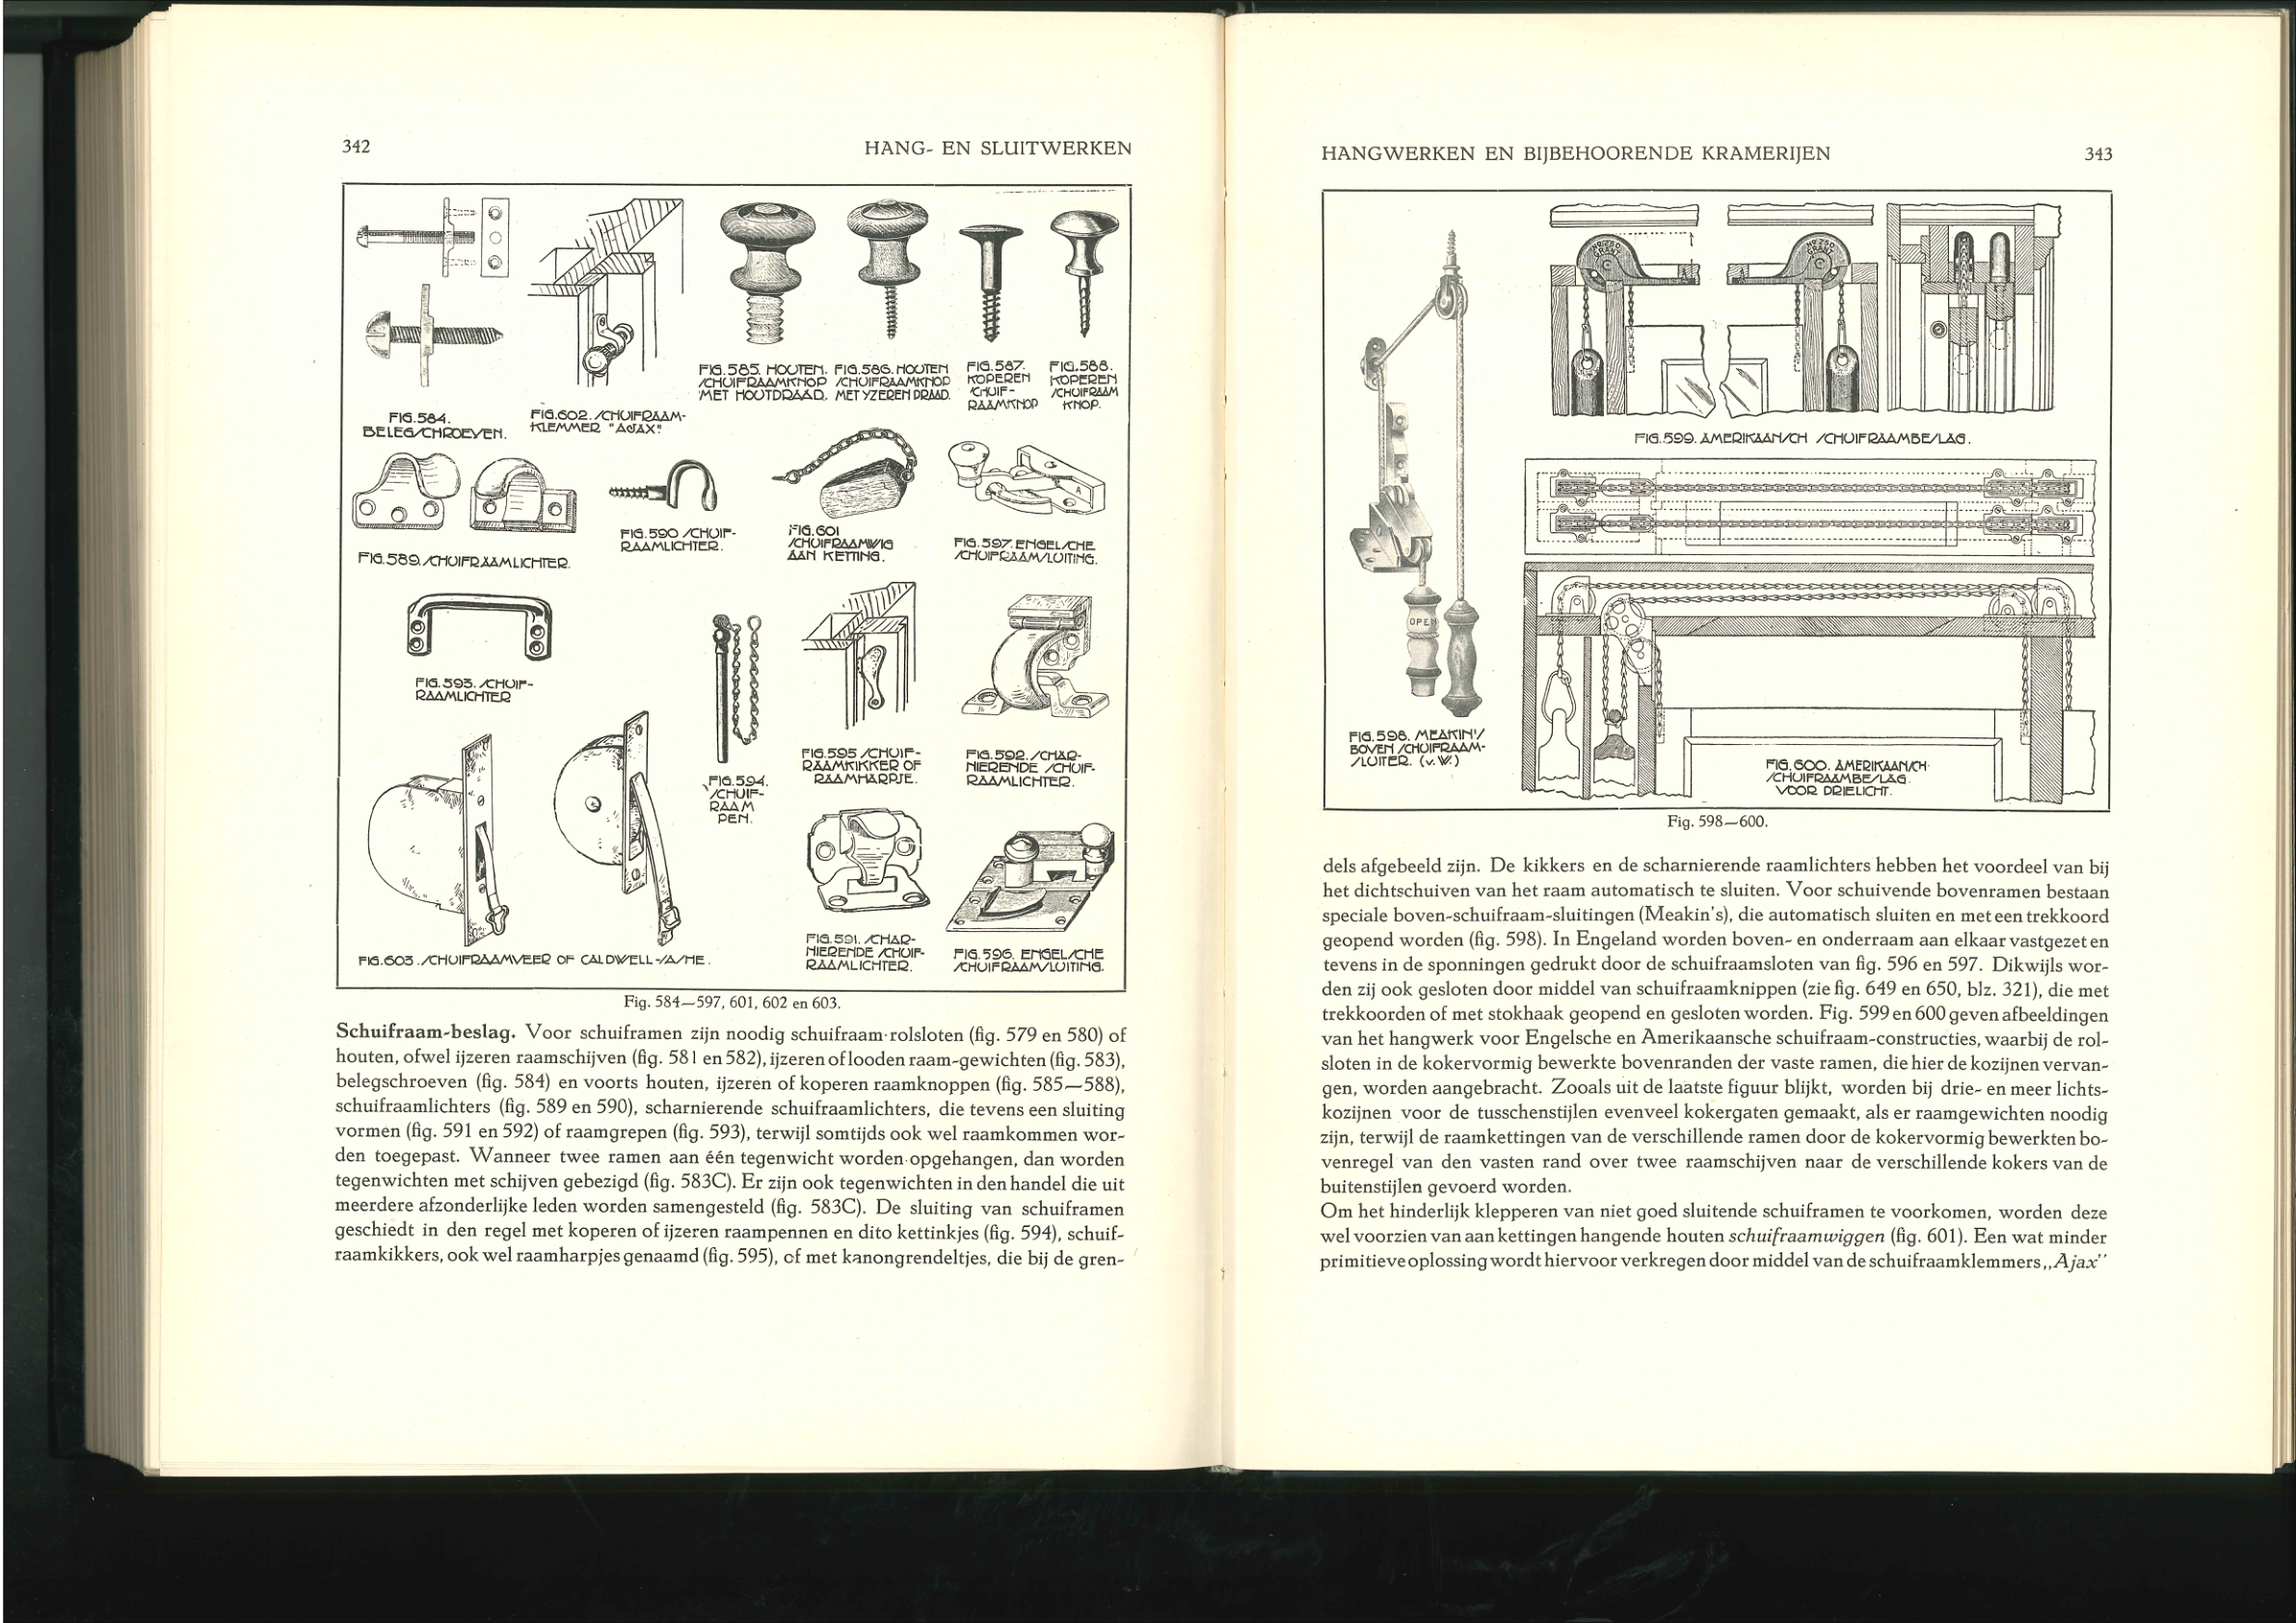 342
HANG- EN SLUITWERKEN
FIG.584.
BELEGSCHROEVEN.
FIG.602. SCHUIFRAAM-
KLEMMER "AJAX"
FIG.585. HOUTEN
SCHUIFRAAMKNOP
MET HOUTDRAAD.
FIG.586. HOUTEN
SCHUIFRAAMKNOP
MET YZEREN DRAAD.
FIG.587.
KOPEREN
SCHUIF-
RAAMKNOP
FIG.588.
KOPEREN
SCHUIFRAAM
KNOP.
FIG.589. SCHUIFRAAMLICHTER.
FIG.590 SCHUIF-
RAAMLICHTER.
FIG.601
SCHUIFRAAMWIG
AAN KETTING.
A
FIG.597. ENGELSCHE
SCHUIFRAAMSLUITING.
FIG.593. SCHUIF-
RAAMLICHTER
FIG.594.
SCHUIF-
RAAM
PEN.
FIG.595 SCHUIF-
RAAMKIKKER OF
RAAMHARPJE.
FIG.592. SCHAR-
NIERENDE SCHUIF-
RAAMLICHTER.
FIG.603. SCHUIFRAAMVEER OF CALDWELL-SASHE.
FIG.591. SCHAR-
NIERENDE SCHUIF-
RAAMLICHTER.
FIG.596. ENGELSCHE
SCHUIFRAAMSLUITING.
Fig. 584—597, 601, 602 en 603.
Schuifraam-beslag. Voor schuiframen zijn noodig schuifraam-rolsloten (fig. 579 en 580) of
houten, ofwel ijzeren raamschijven (fig. 581 en 582), ijzeren of looden raam-gewichten (fig. 583),
belegschroeven (fig. 584) en voorts houten, ijzeren of koperen raamknoppen (fig. 585—588),
schuifraamlichters (fig. 589 en 590), scharnierende schuifraamlichters, die tevens een sluiting
vormen (fig. 591 en 592) of raamgrepen (fig. 593), terwijl somtijds ook wel raamkommen wor-
den toegepast. Wanneer twee ramen aan één tegenwicht worden opgehangen, dan worden
tegenwichten met schijven gebezigd (fig. 583C). Er zijn ook tegenwichten in den handel die uit
meerdere afzonderlijke leden worden samengesteld (fig. 583C). De sluiting van schuiframen
geschiedt in den regel met koperen of ijzeren raampennen en dito kettinkjes (fig. 594), schuif-
raamkikkers, ook wel raamharpjes genaamd (fig. 595), of met kanongrendeltjes, die bij de gren-
HANGWERKEN EN BIJBEHOORENDE KRAMERIJEN
343
OPEN
FIG.598. MEAKIN'S
BOVEN SCHUIFRAAM-
SLUITER. (v.W.)
Nº 750
GRANT
A
A
Nº 750
GRANT
FIG.599. AMERIKAANSCH SCHUIFRAAMBESLAG.
FIG.600. AMERIKAANSCH
SCHUIFRAAMBESLAG
VOOR DRIELICHT.
Fig. 598—600.
dels afgebeeld zijn. De kikkers en de scharnierende raamlichters hebben het voordeel van bij
het dichtschuiven van het raam automatisch te sluiten. Voor schuivende bovenramen bestaan
speciale boven-schuifraam-sluitingen (Meakin's), die automatisch sluiten en met een trekkoord
geopend worden (fig. 598). In Engeland worden boven- en onderraam aan elkaar vastgezet en
tevens in de sponningen gedrukt door de schuifraamsloten van fig. 596 en 597. Dikwijls wor-
den zij ook gesloten door middel van schuifraamknippen (zie fig. 649 en 650, blz. 321), die met
trekkoorden of met stokhaak geopend en gesloten worden. Fig. 599 en 600 geven afbeeldingen
van het hangwerk voor Engelsche en Amerikaansche schuifraam-constructies, waarbij de rol-
sloten in de kokervormig bewerkte bovenranden der vaste ramen, die hier de kozijnen vervan-
gen, worden aangebracht. Zooals uit de laatste figuur blijkt, worden bij drie- en meer lichts-
kozijnen voor de tusschenstijlen evenveel kokergaten gemaakt, als er raamgewichten noodig
zijn, terwijl de raamkettingen van de verschillende ramen door de kokervormig bewerkten bo-
venregel van den vasten rand over twee raamschijven naar de verschillende kokers van de
buitenstijlen gevoerd worden.
Om het hinderlijk klepperen van niet goed sluitende schuiframen te voorkomen, worden deze
wel voorzien van aan kettingen hangende houten schuifraamwiggen (fig. 601). Een wat minder
primitieve oplossing wordt hiervoor verkregen door middel van de schuifraamklemmers „Ajax"